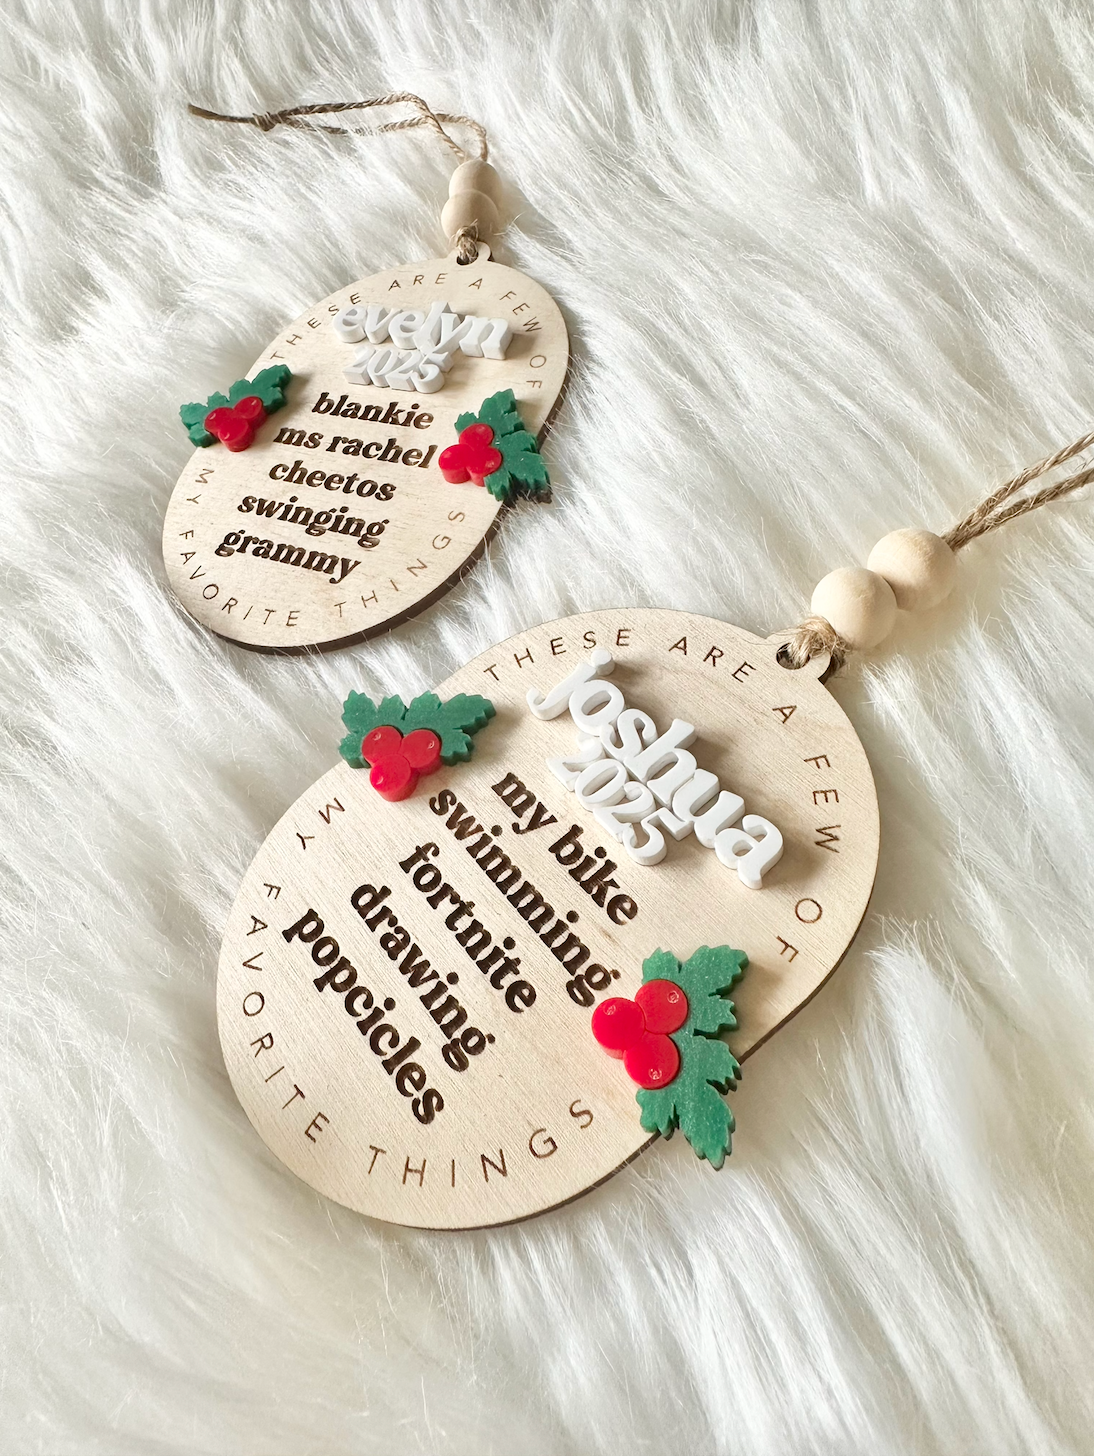 THESE ARE A FEW OF
evelyn
2025
blankie
ms rachel
cheetos
swinging
grammy
MY FAVORITE THINGS
THESE ARE A FEW OF
joshua
2025
my bike
swimming
fortnite
drawing
popcicles
MY FAVORITE THINGS